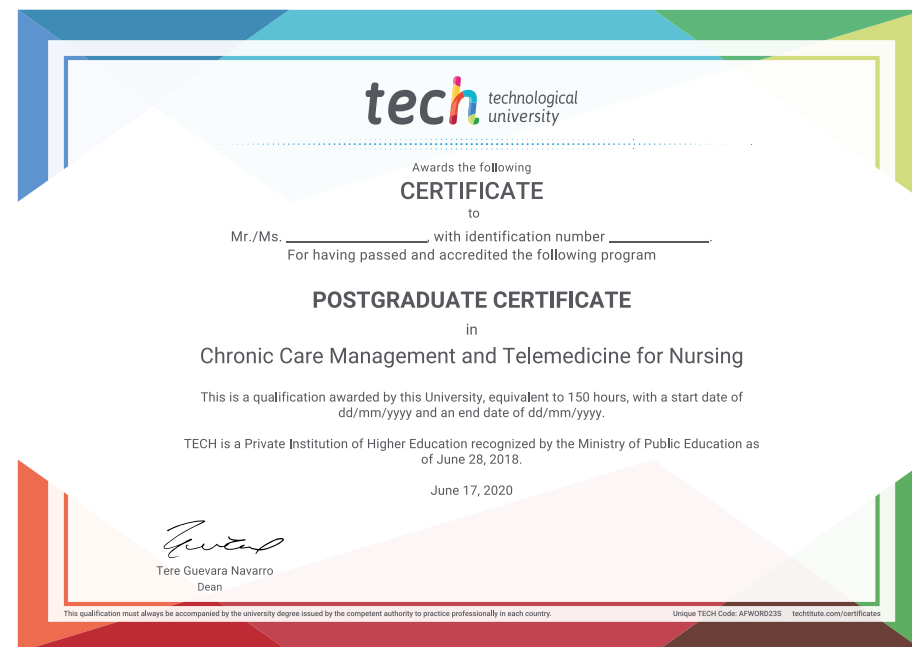 tech technological
university
Awards the following
CERTIFICATE
to
Mr./Ms. ____________________, with identification number ______________.
For having passed and accredited the following program
POSTGRADUATE CERTIFICATE
in
Chronic Care Management and Telemedicine for Nursing
This is a qualification awarded by this University, equivalent to 150 hours, with a start date of
dd/mm/yyyy and an end date of dd/mm/yyyy.
TECH is a Private Institution of Higher Education recognized by the Ministry of Public Education as
of June 28, 2018.
June 17, 2020
Tere Guevara Navarro
Dean
This qualification must always be accompanied by the university degree issued by the competent authority to practice professionally in each country. Unique TECH Code: AFWORD23S techtitute.com/certificates